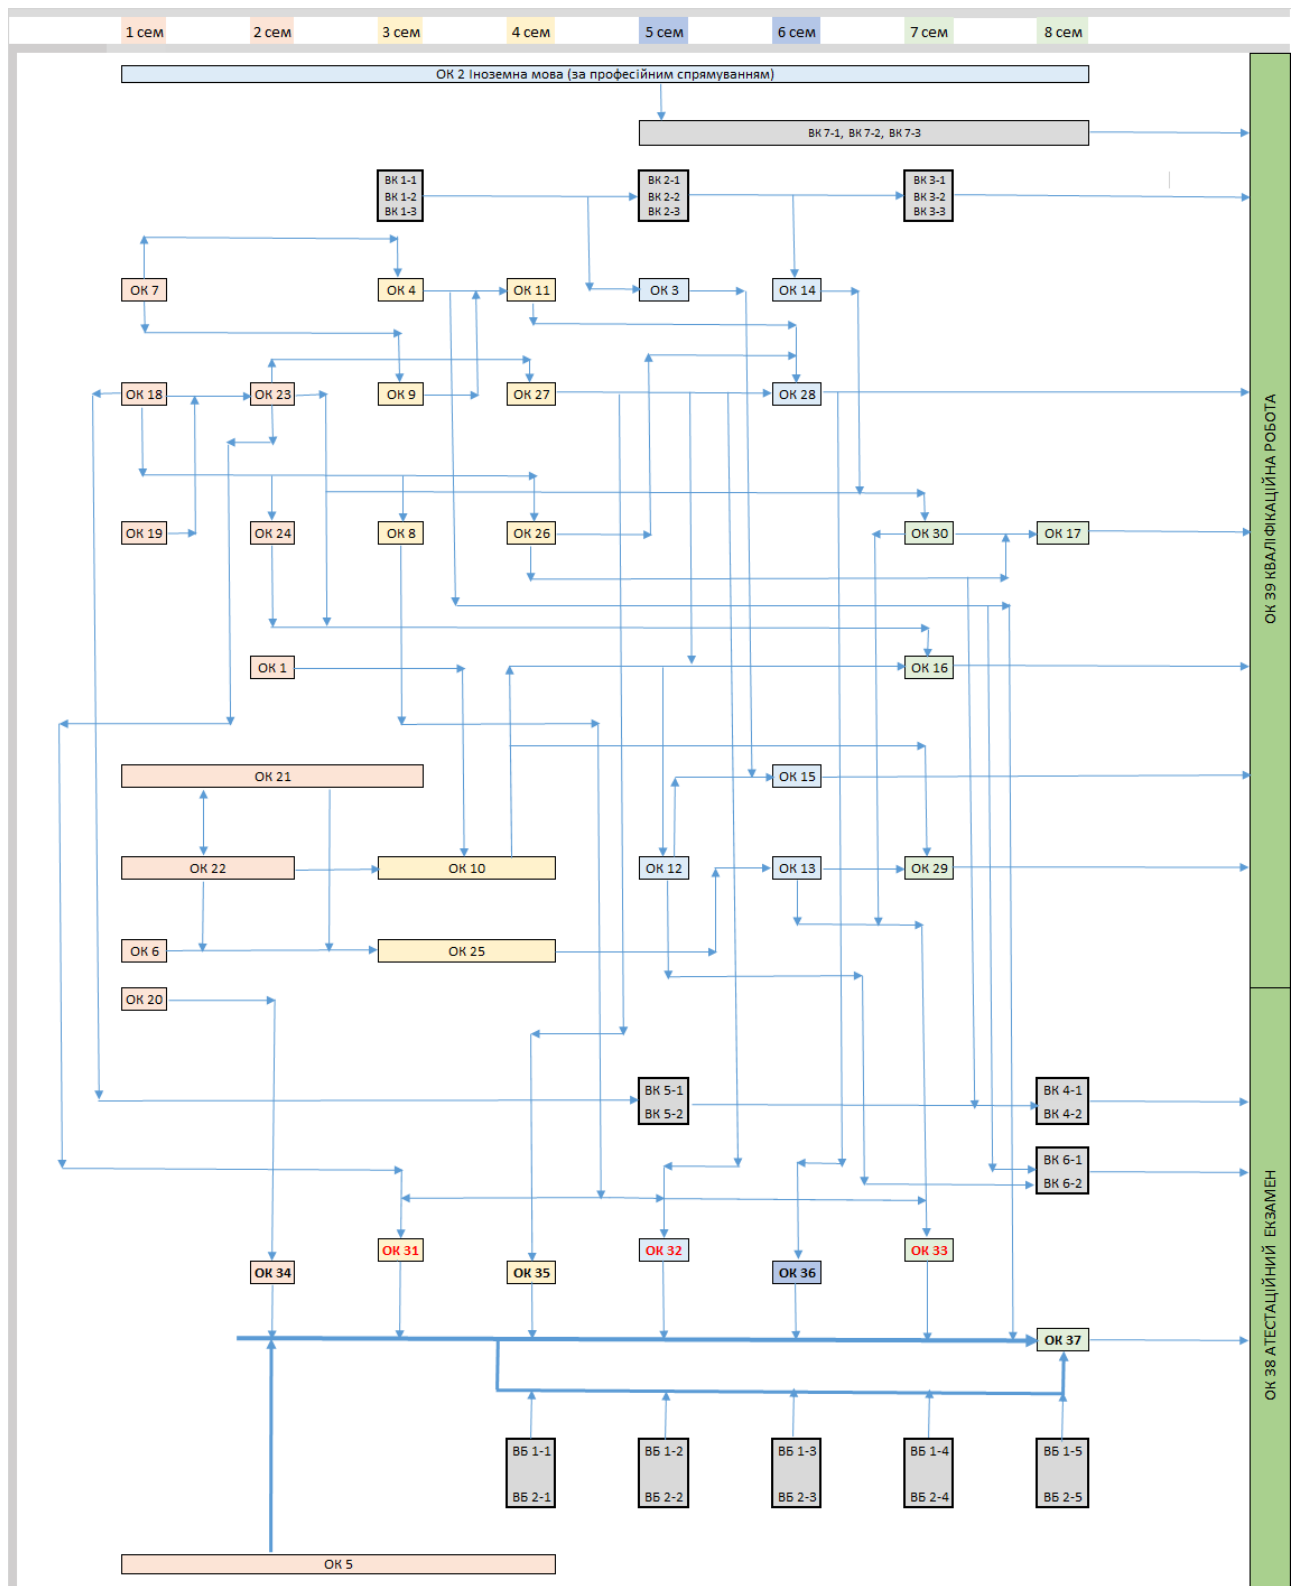 1 сем
2 сем
3 сем
4 сем
5 сем
6 сем
7 сем
8 сем
ОК 2 Іноземна мова (за професійним спрямуванням)
ВК 7-1, ВК 7-2, ВК 7-3
ВК 1-1
ВК 1-2
ВК 1-3
ВК 2-1
ВК 2-2
ВК 2-3
ВК 3-1
ВК 3-2
ВК 3-3
ОК 7
ОК 4
ОК 11
ОК 3
ОК 14
ОК 18
ОК 23
ОК 9
ОК 27
ОК 28
ОК 19
ОК 24
ОК 8
ОК 26
ОК 30
ОК 17
ОК 39 КВАЛІФІКАЦІЙНА РОБОТА
ОК 1
ОК 16
ОК 21
ОК 15
ОК 22
ОК 10
ОК 12
ОК 13
ОК 29
ОК 6
ОК 25
ОК 20
ВК 5-1
ВК 5-2
ВК 4-1
ВК 4-2
ВК 6-1
ВК 6-2
ОК 31
ОК 32
ОК 33
ОК 34
ОК 35
ОК 36
ОК 37
ОК 38 АТЕСТАЦІЙНИЙ ЕКЗАМЕН
ВБ 1-1
ВБ 2-1
ВБ 1-2
ВБ 2-2
ВБ 1-3
ВБ 2-3
ВБ 1-4
ВБ 2-4
ВБ 1-5
ВБ 2-5
ОК 5